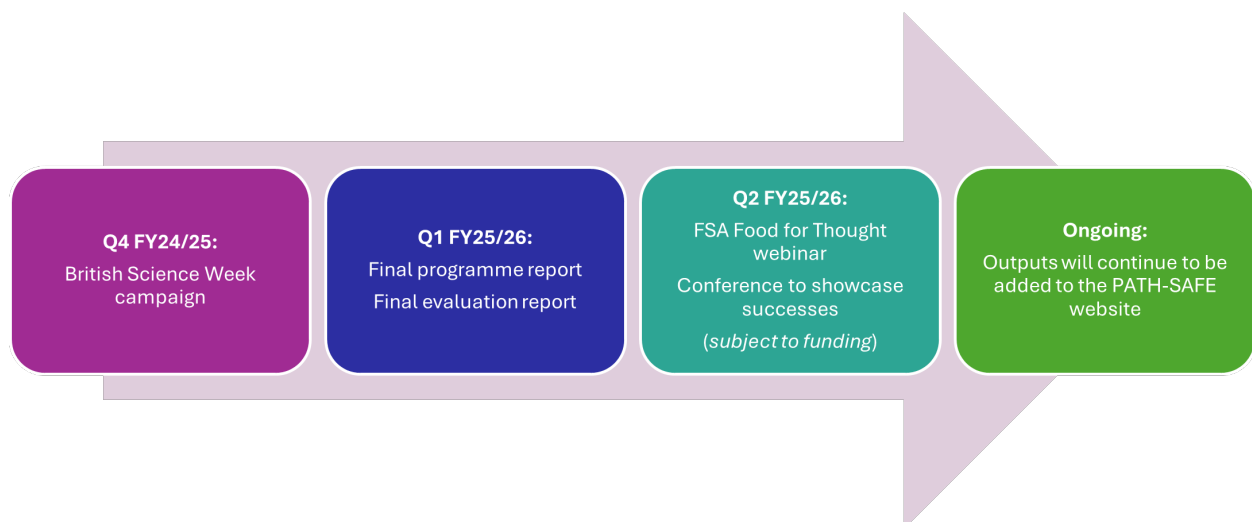 Q4 FY24/25:
British Science Week
campaign
Q1 FY25/26:
Final programme report
Final evaluation report
Q2 FY25/26:
FSA Food for Thought
webinar
Conference to showcase
successes
(subject to funding)
Ongoing:
Outputs will continue to be
added to the PATH-SAFE
website